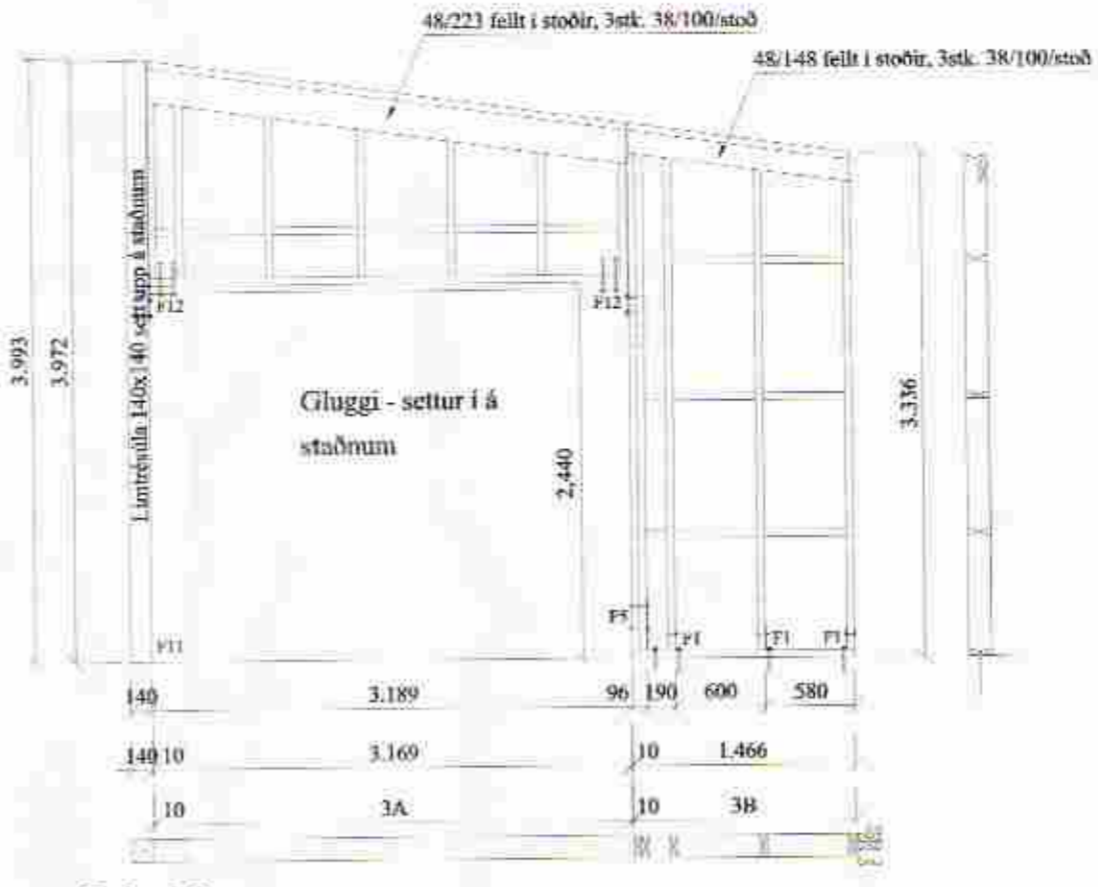 48/223 fellt í stoðir, 3stk. 38/100/stoð
48/148 fellt í stoðir, 3stk. 38/100/stoð
Límtrésúla 140x140 sett upp á staðnum
F12
F12
3.993
3.972
Gluggi - settur í á
staðnum
2,440
3.336
F11
F5
F1
F1
F1
140
3.189
96
190
600
580
140
10
3.169
10
1.466
10
3A
10
3B